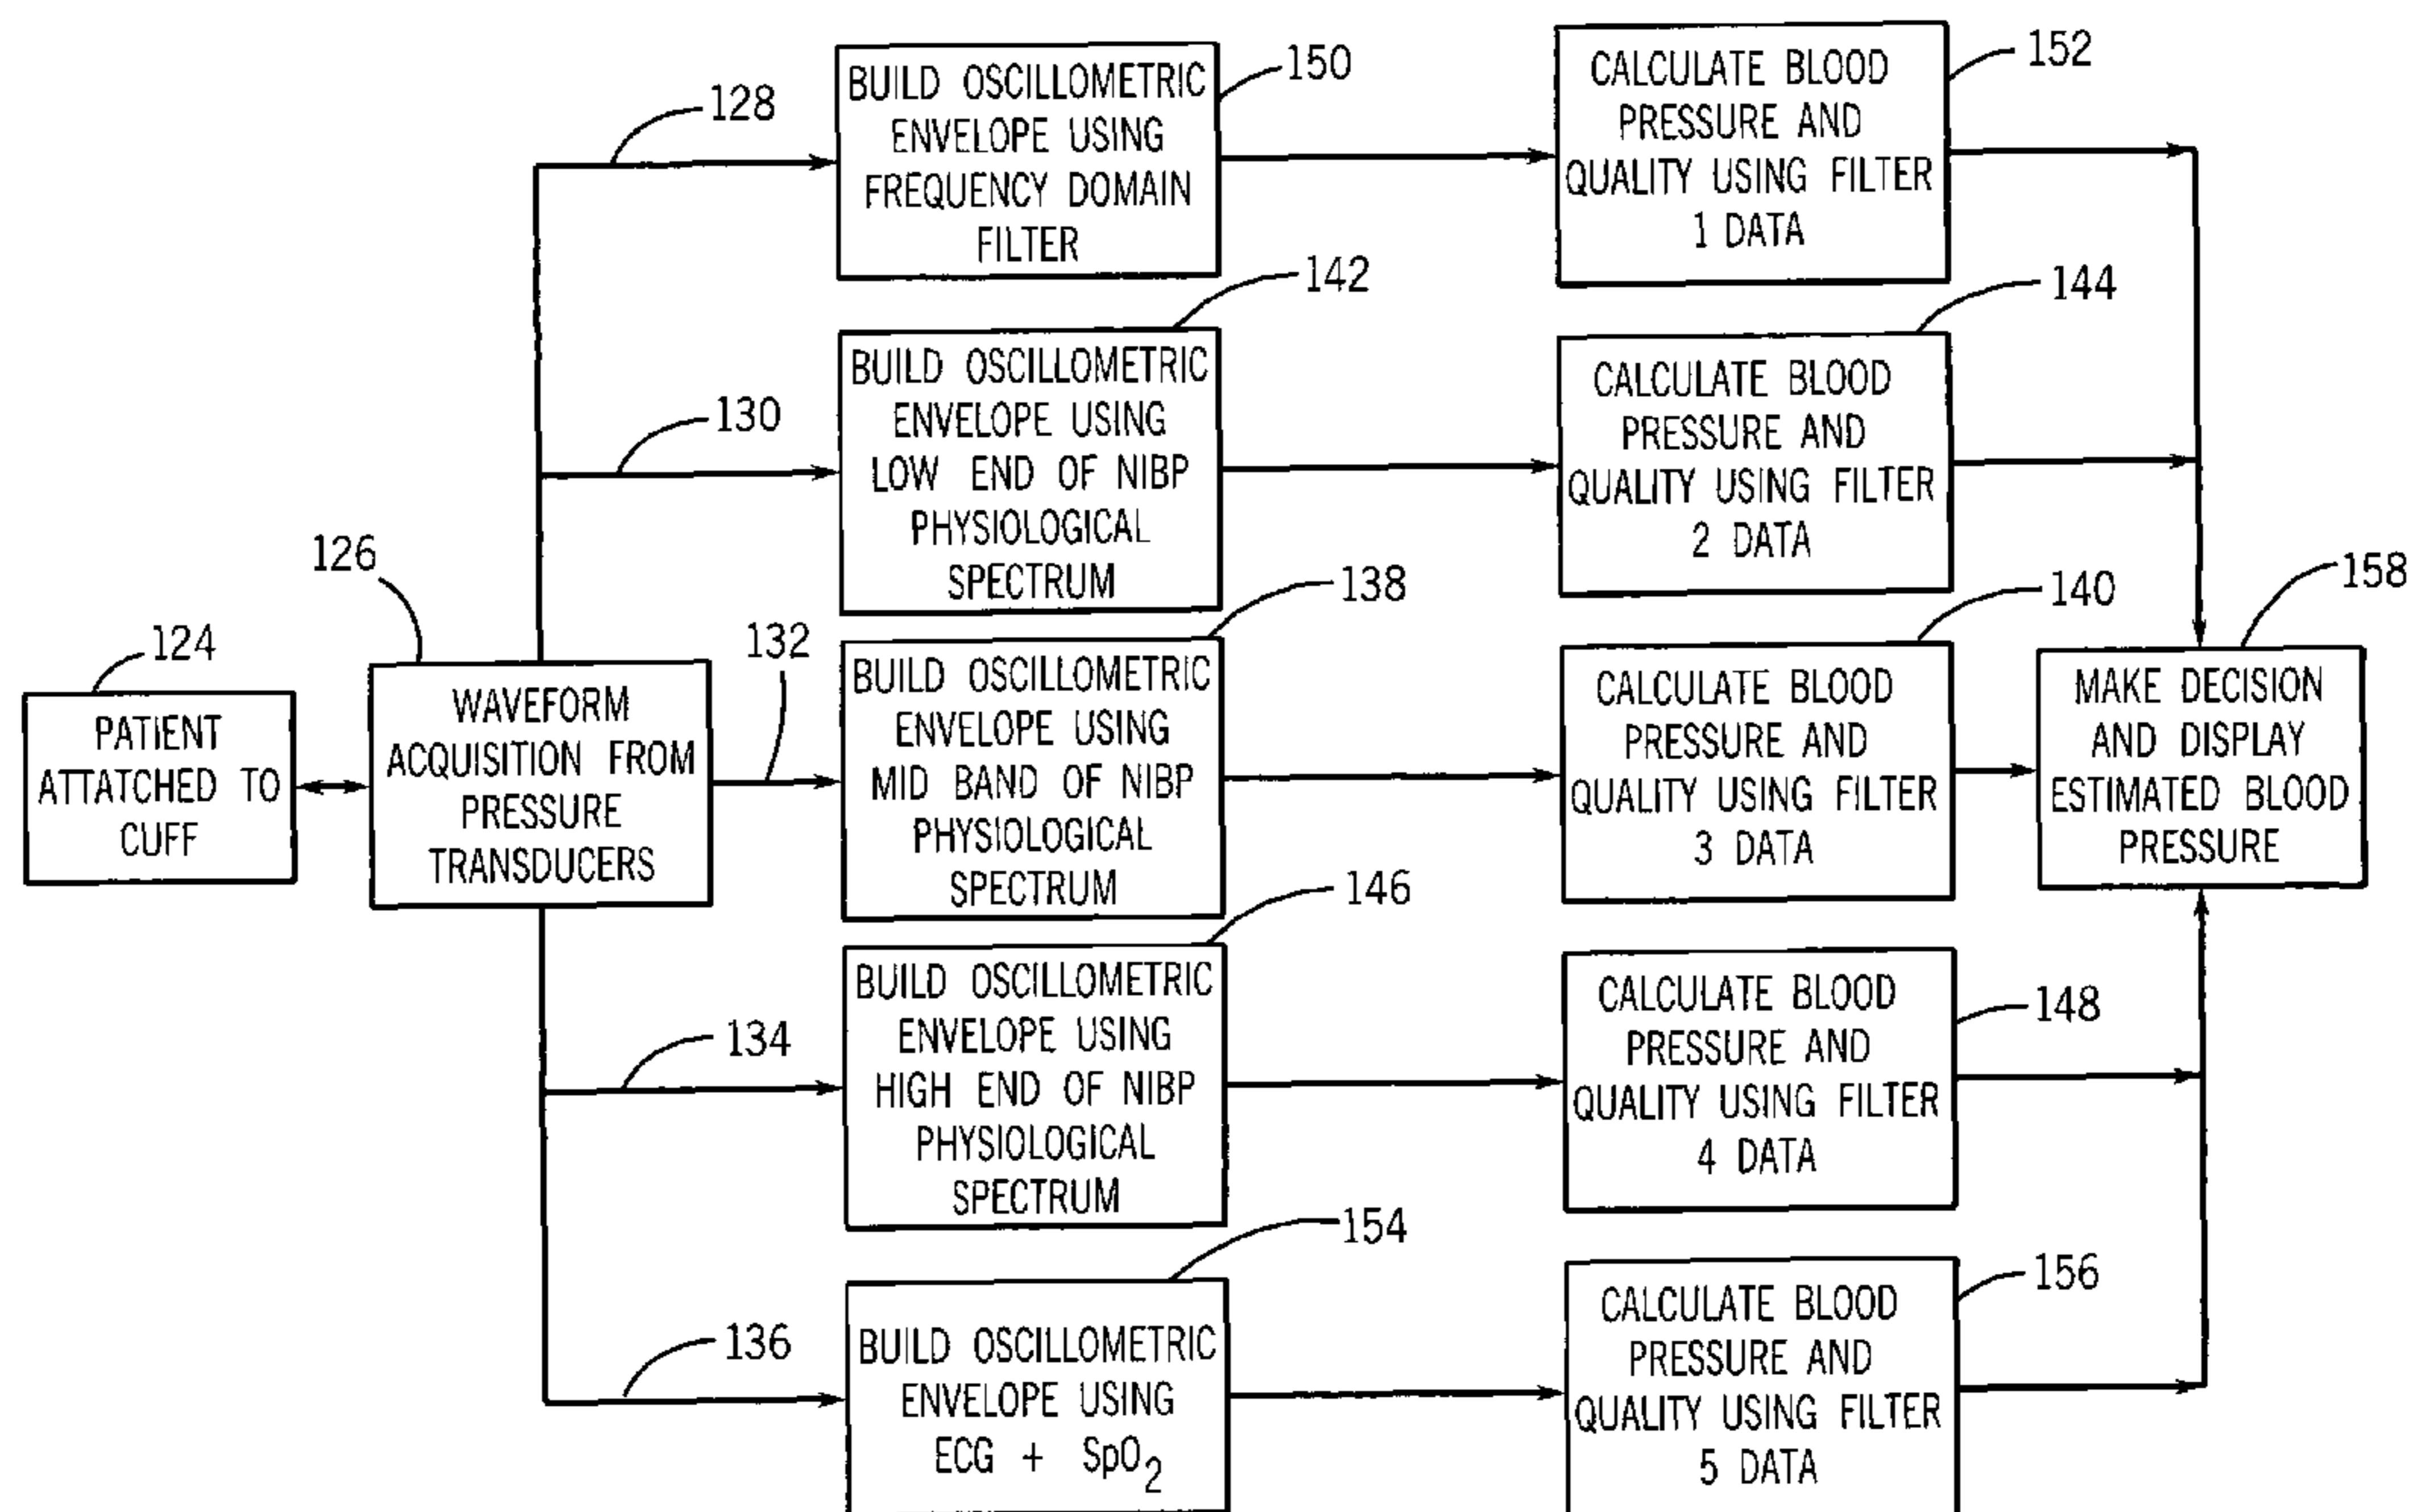 128
BUILD OSCILLOMETRIC
ENVELOPE USING
FREQUENCY DOMAIN
FILTER
150
CALCULATE BLOOD
PRESSURE AND
QUALITY USING FILTER
1 DATA
152
130
BUILD OSCILLOMETRIC
ENVELOPE USING
LOW END OF NIBP
PHYSIOLOGICAL
SPECTRUM
142
CALCULATE BLOOD
PRESSURE AND
QUALITY USING FILTER
2 DATA
144
124
PATIENT
ATTATCHED TO
CUFF
126
WAVEFORM
ACQUISITION FROM
PRESSURE
TRANSDUCERS
132
BUILD OSCILLOMETRIC
ENVELOPE USING
MID BAND OF NIBP
PHYSIOLOGICAL
SPECTRUM
138
CALCULATE BLOOD
PRESSURE AND
QUALITY USING FILTER
3 DATA
140
MAKE DECISION
AND DISPLAY
ESTIMATED BLOOD
PRESSURE
158
134
BUILD OSCILLOMETRIC
ENVELOPE USING
HIGH END OF NIBP
PHYSIOLOGICAL
SPECTRUM
146
CALCULATE BLOOD
PRESSURE AND
QUALITY USING FILTER
4 DATA
148
136
BUILD OSCILLOMETRIC
ENVELOPE USING
ECG + SpO₂
154
CALCULATE BLOOD
PRESSURE AND
QUALITY USING FILTER
5 DATA
156